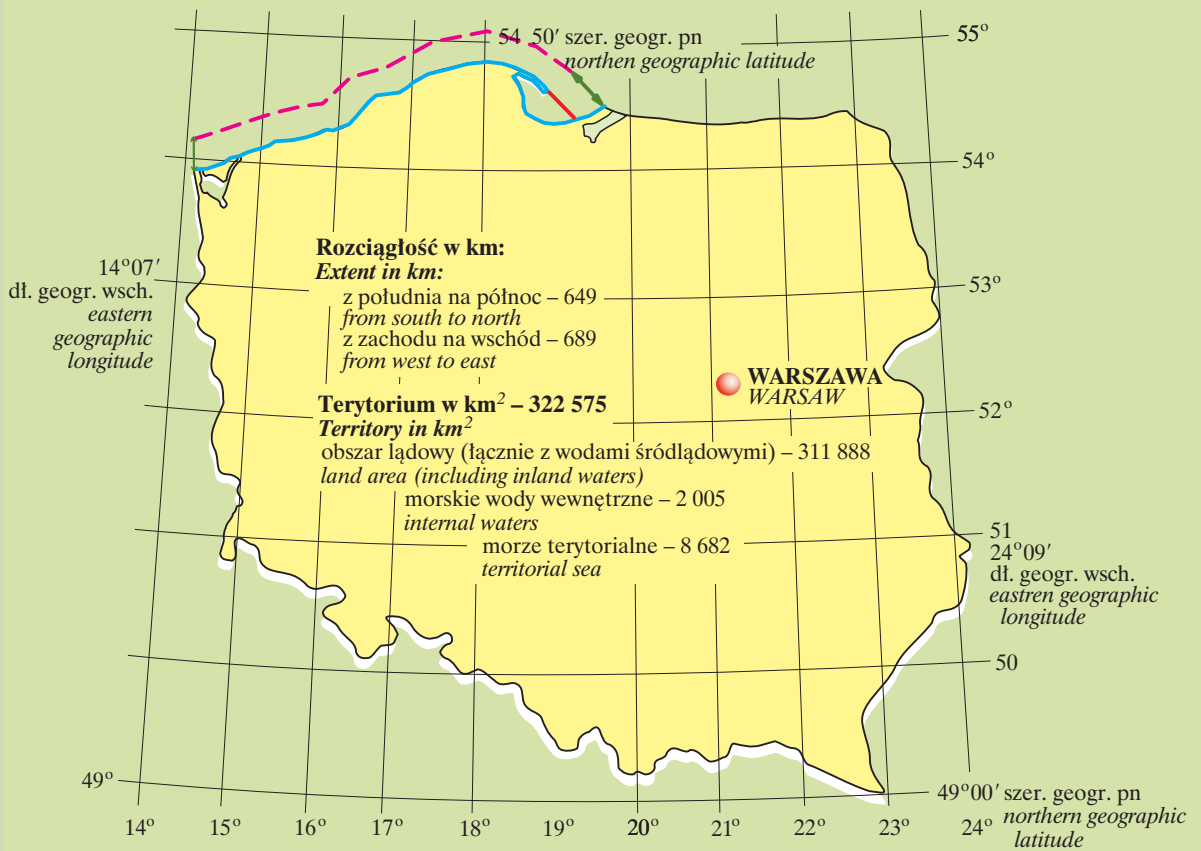 54 50′ szer. geogr. pn
northen geographic latitude
55°
54°
Rozciągłość w km:
Extent in km:
z południa na północ – 649
from south to north
z zachodu na wschód – 689
from west to east
14°07′
dł. geogr. wsch.
eastern
geographic
longitude
53°
WARSZAWA
WARSAW
Terytorium w km² – 322 575
Territory in km²
52°
obszar lądowy (łącznie z wodami śródlądowymi) – 311 888
land area (including inland waters)
morskie wody wewnętrzne – 2 005
internal waters
morze terytorialne – 8 682
territorial sea
51
24°09′
dł. geogr. wsch.
eastren geographic
longitude
50
49°
49°00′ szer. geogr. pn
northern geographic
latitude
14° 15° 16° 17° 18° 19° 20° 21° 22° 23° 24°